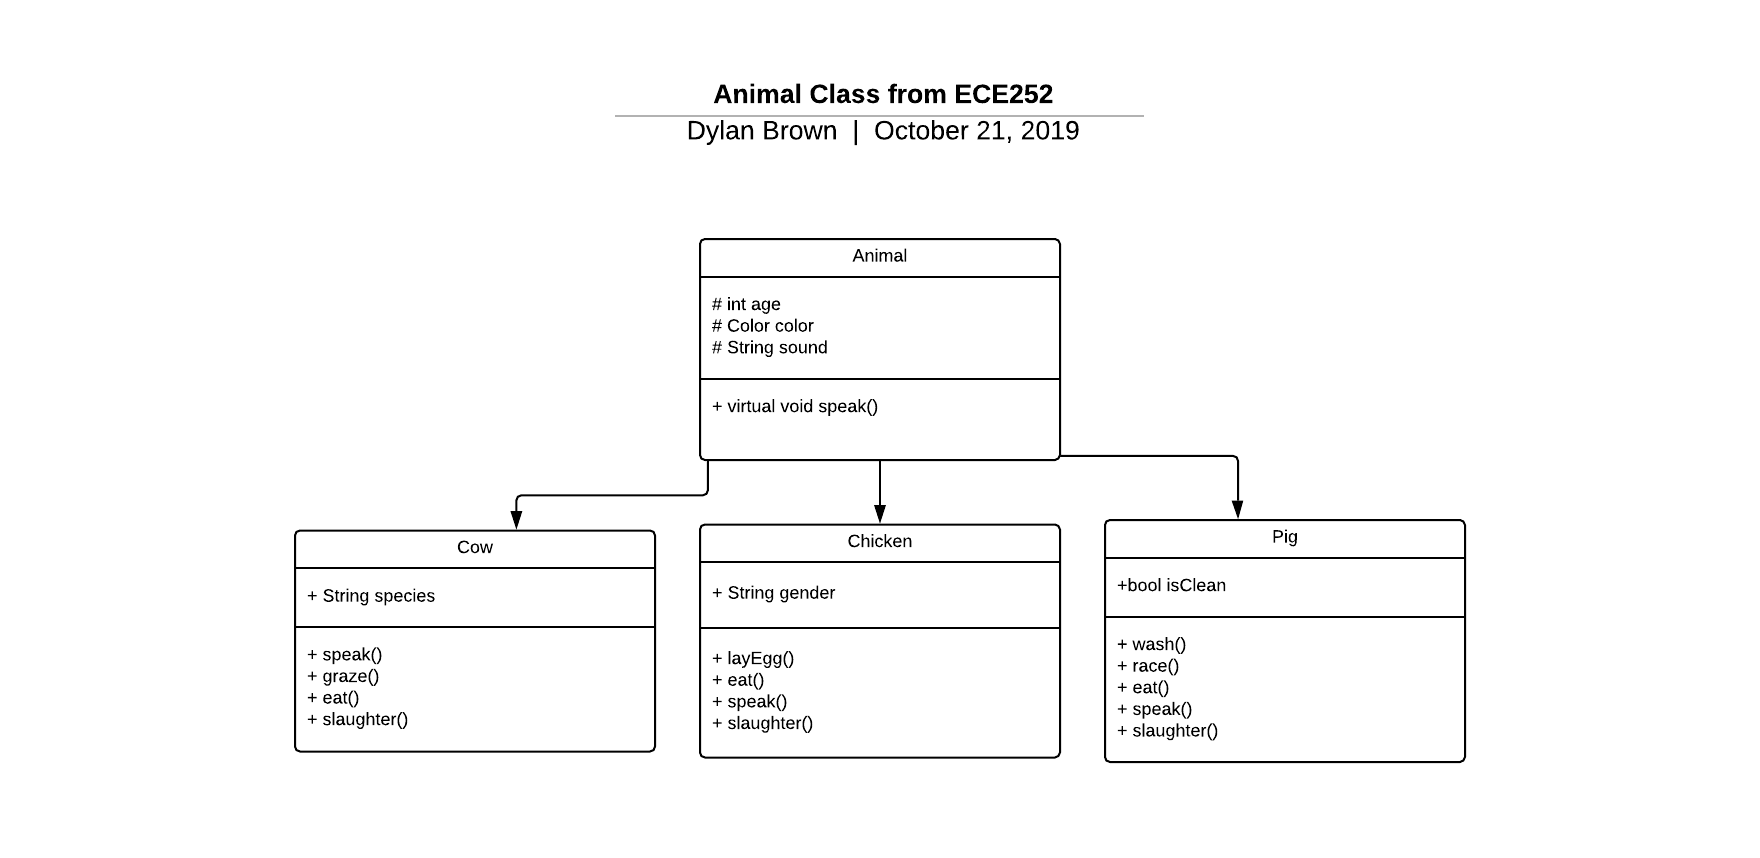 Animal Class from ECE252
Dylan Brown | October 21, 2019
Animal
# int age
# Color color
# String sound
+ virtual void speak()
Cow
+ String species
+ speak()
+ graze()
+ eat()
+ slaughter()
Chicken
+ String gender
+ layEgg()
+ eat()
+ speak()
+ slaughter()
Pig
+bool isClean
+ wash()
+ race()
+ eat()
+ speak()
+ slaughter()